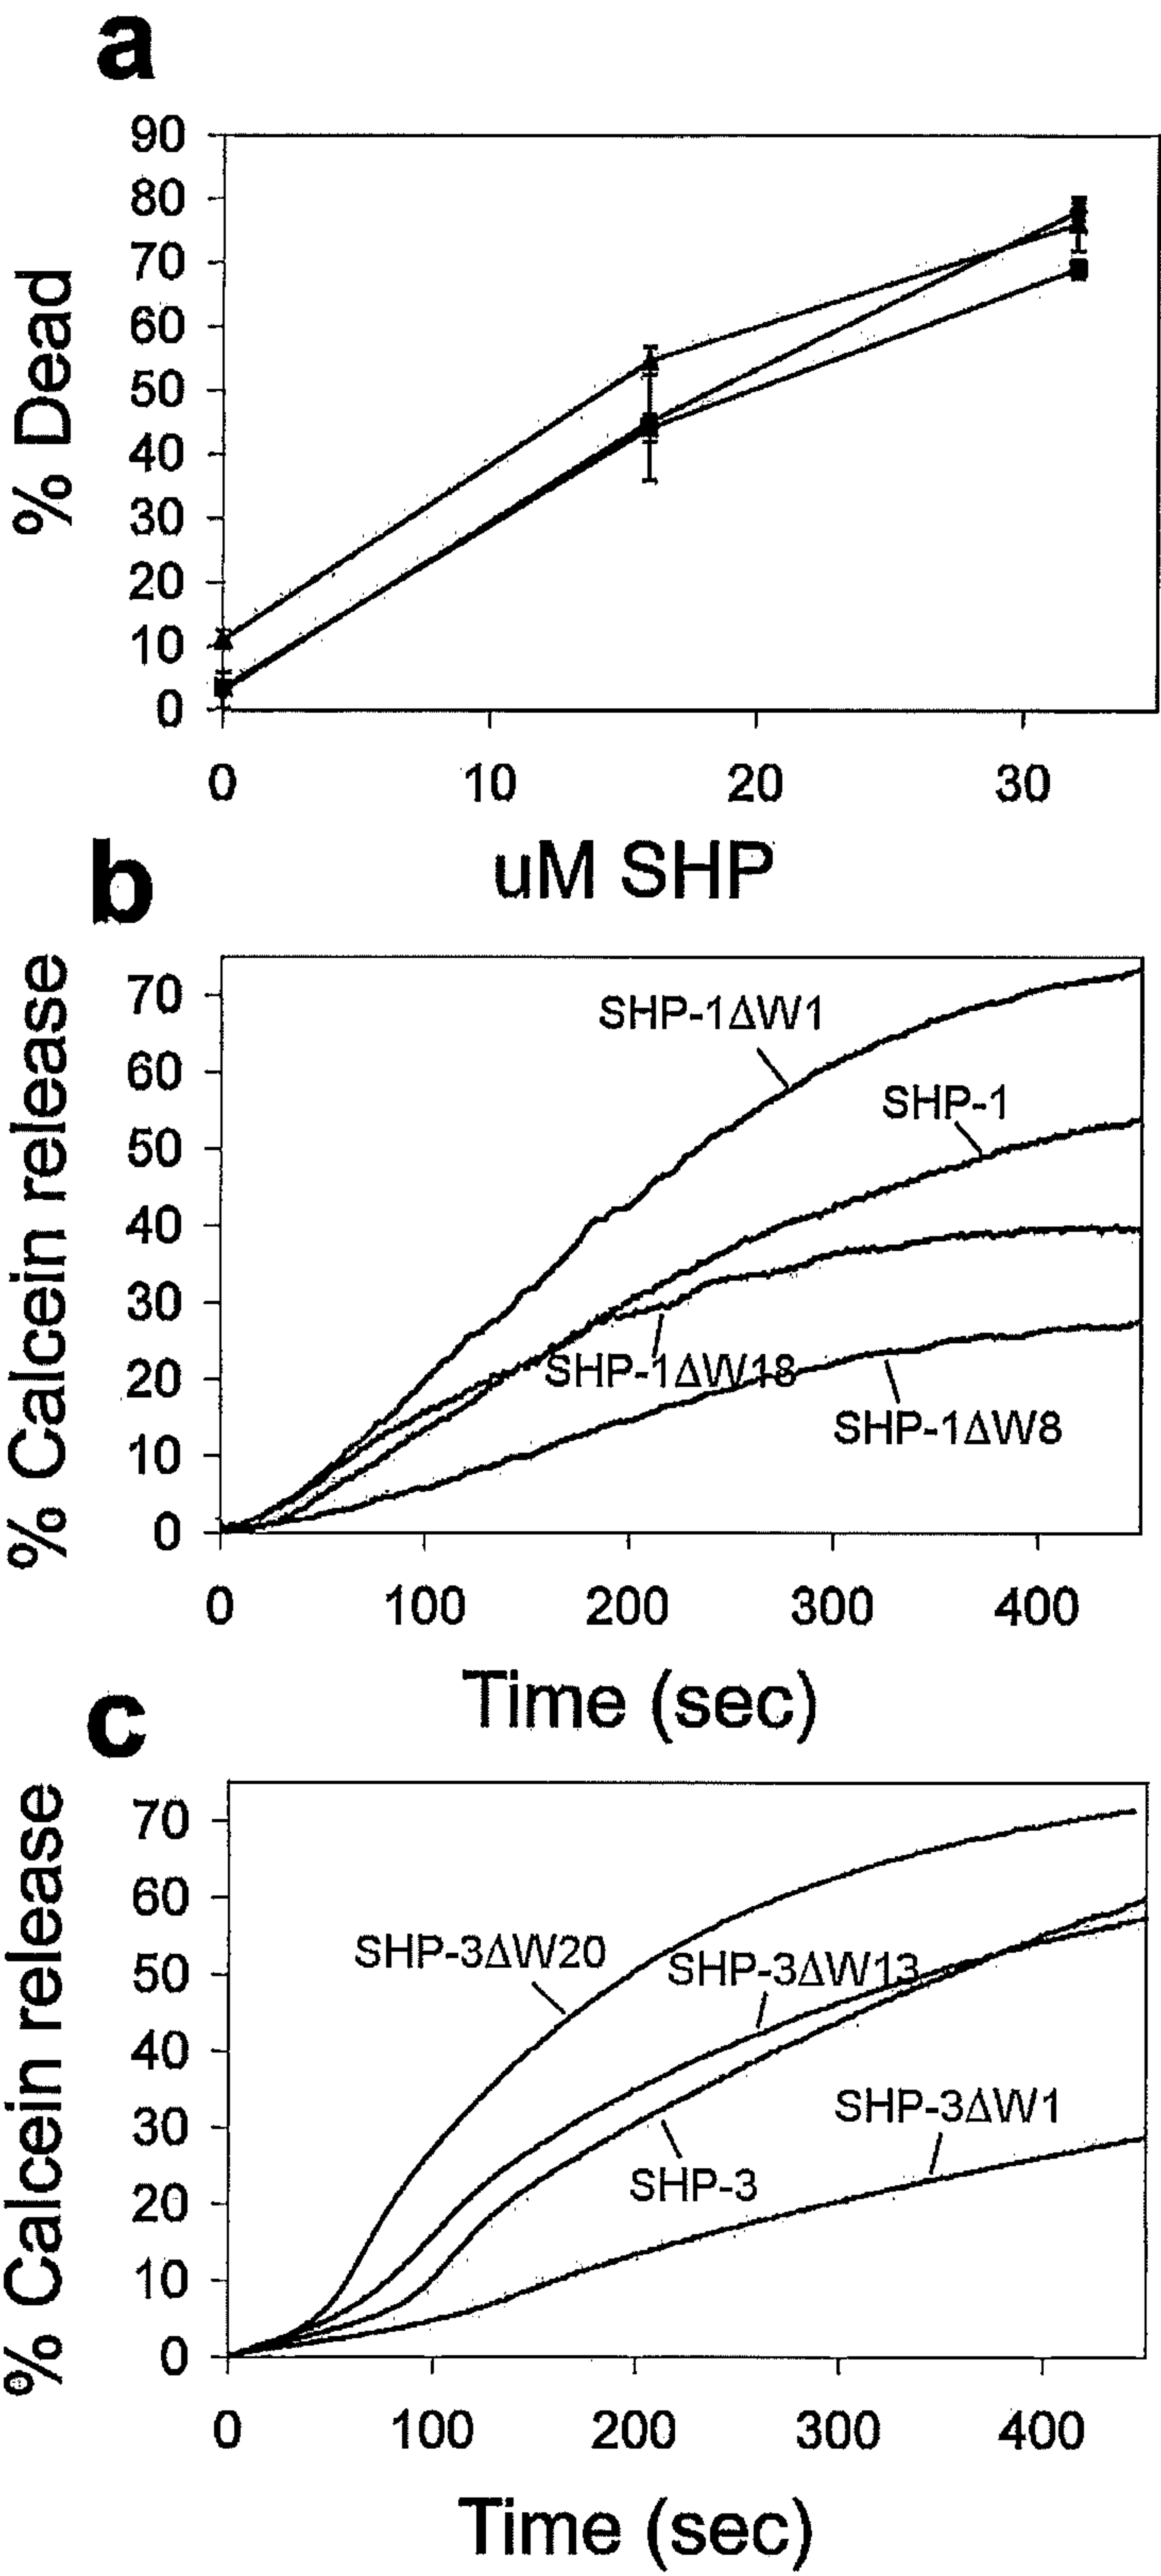 a
90
80
70
60
50
40
30
20
10
0
% Dead
0 10 20 30
uM SHP
b
70
60
50
40
30
20
10
0
% Calcein release
SHP-1ΔW1
SHP-1
SHP-1ΔW18
SHP-1ΔW8
0 100 200 300 400
Time (sec)
c
70
60
50
40
30
20
10
0
% Calcein release
SHP-3ΔW20
SHP-3ΔW13
SHP-3ΔW1
SHP-3
0 100 200 300 400
Time (sec)